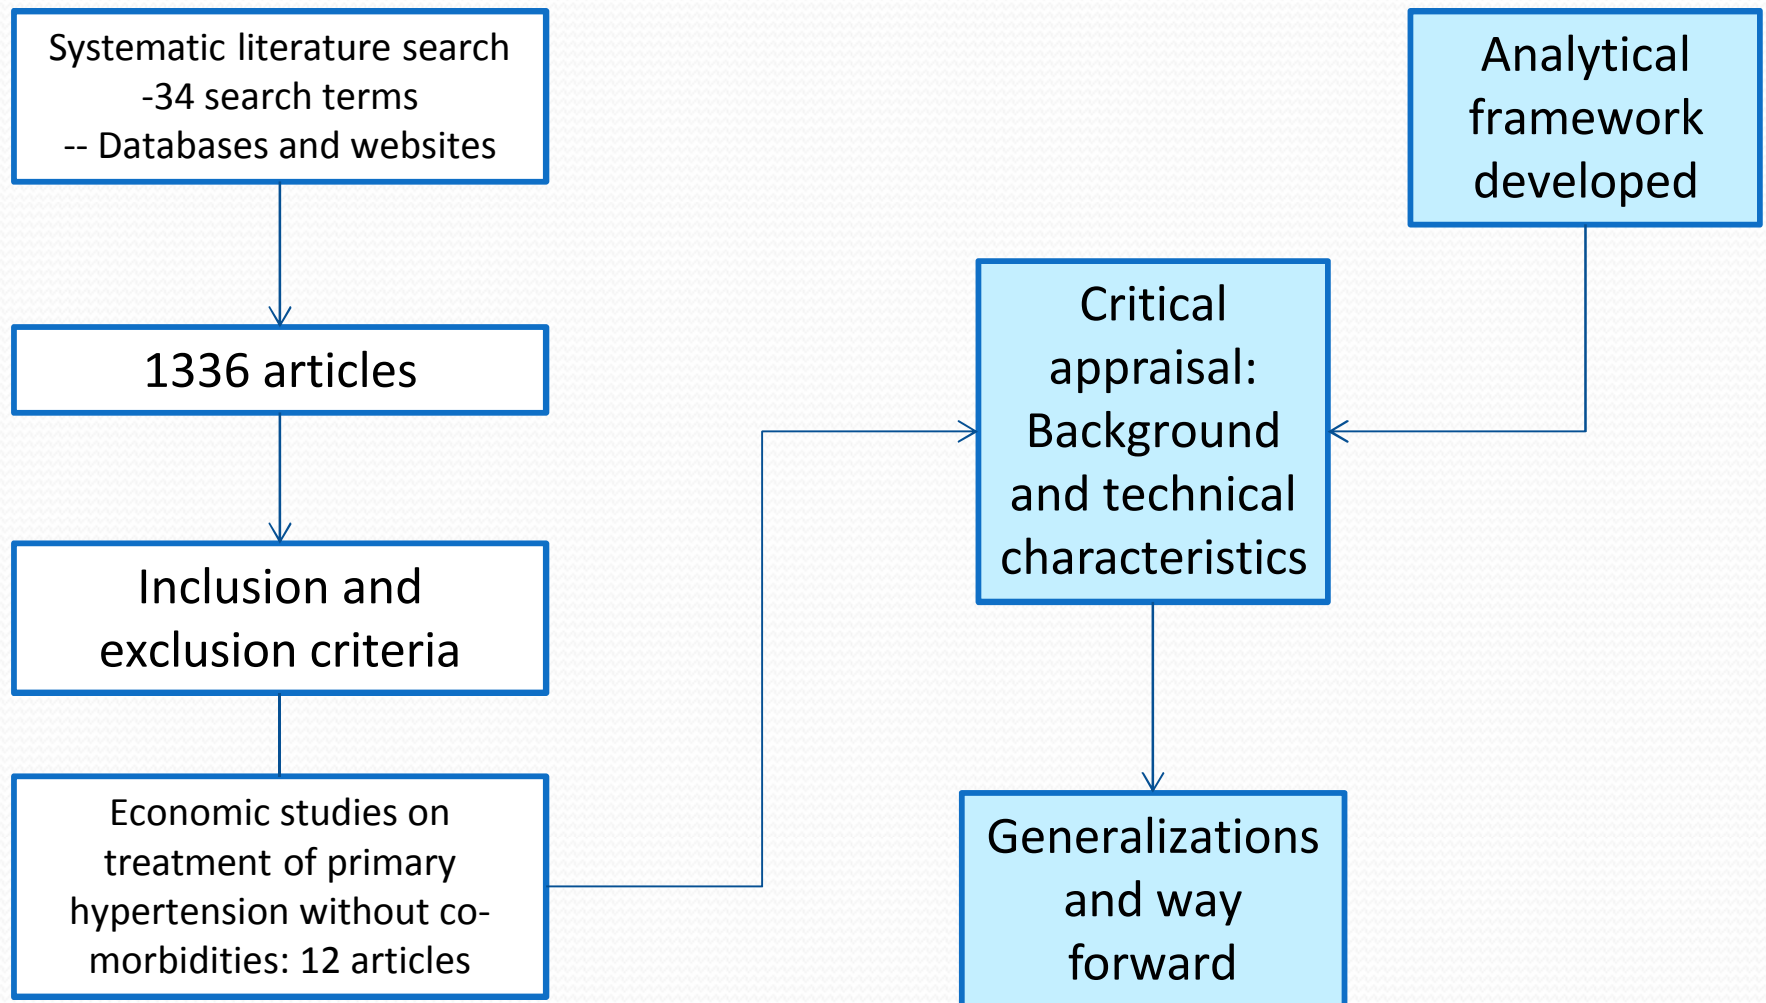 Systematic literature search
-34 search terms
-- Databases and websites
1336 articles
Inclusion and
exclusion criteria
Economic studies on
treatment of primary
hypertension without co-
morbidities: 12 articles
Analytical
framework
developed
Critical
appraisal:
Background
and technical
characteristics
Generalizations
and way
forward